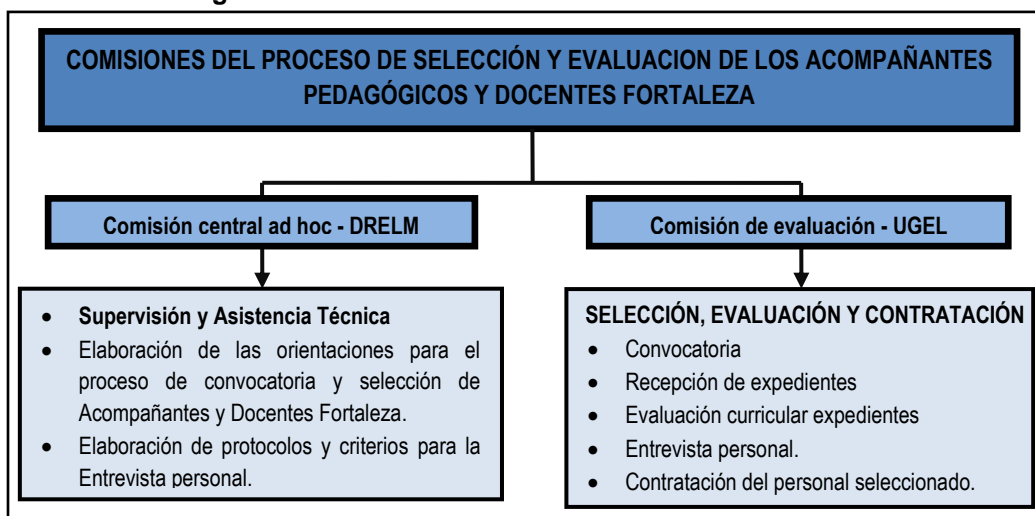 COMISIONES DEL PROCESO DE SELECCIÓN Y EVALUACION DE LOS ACOMPAÑANTES
PEDAGÓGICOS Y DOCENTES FORTALEZA
Comisión central ad hoc - DRELM
• Supervisión y Asistencia Técnica
• Elaboración de las orientaciones para el
proceso de convocatoria y selección de
Acompañantes y Docentes Fortaleza.
• Elaboración de protocolos y criterios para la
Entrevista personal.
Comisión de evaluación - UGEL
SELECCIÓN, EVALUACIÓN Y CONTRATACIÓN
• Convocatoria
• Recepción de expedientes
• Evaluación curricular expedientes
• Entrevista personal.
• Contratación del personal seleccionado.